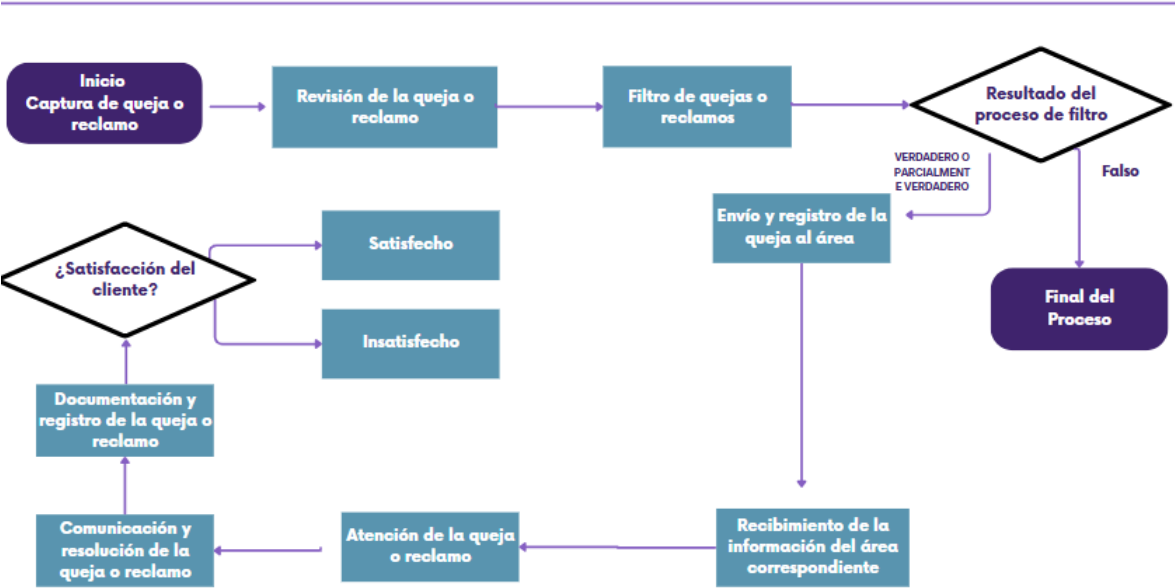 Inicio
Captura de queja o
reclamo
Revisión de la queja o
reclamo
Filtro de quejas o
reclamos
Resultado del
proceso de filtro
VERDADERO O
PARCIALMENT
E VERDADERO
Falso
Envío y registro de la
queja al área
Final del
Proceso
¿Satisfacción del
cliente?
Satisfecho
Insatisfecho
Documentación y
registro de la queja o
reclamo
Comunicación y
resolución de la
queja o reclamo
Atención de la queja
o reclamo
Recibimiento de la
información del área
correspondiente